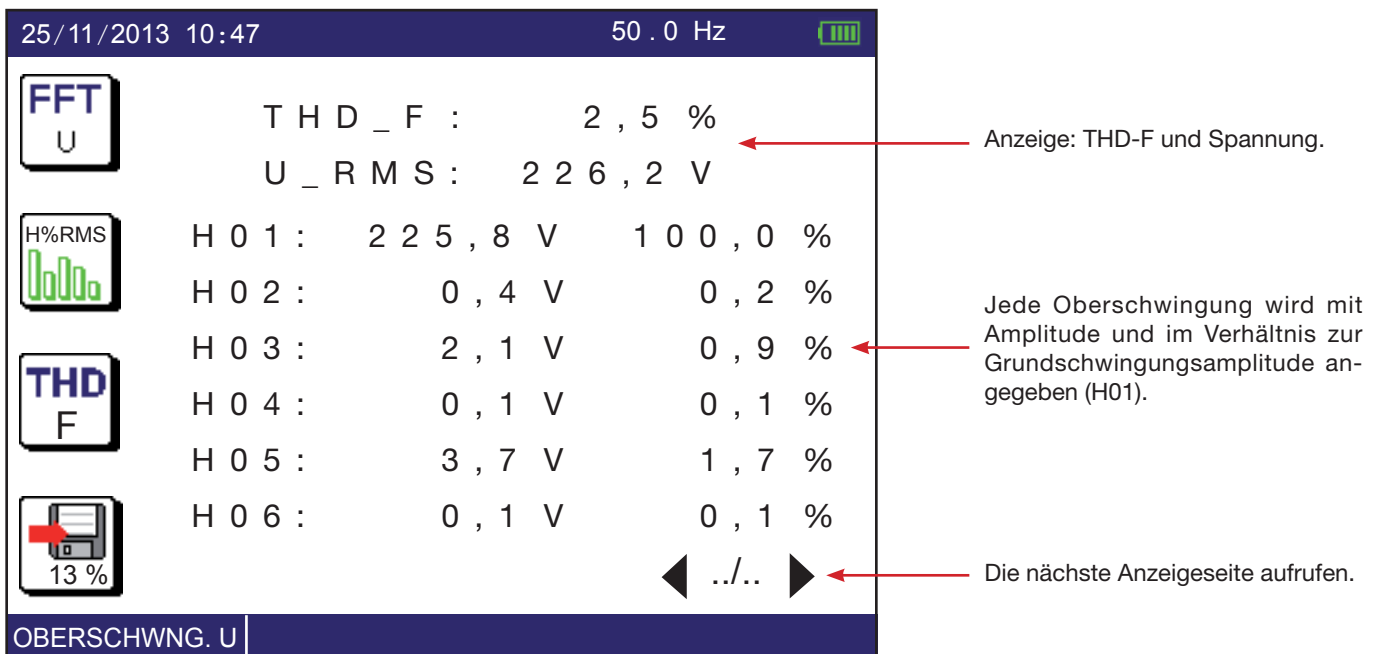 25/11/2013 10:47 50.0 Hz
FFT
U
THD_F: 2,5 %
U_RMS: 226,2 V
Anzeige: THD-F und Spannung.
H%RMS
H01: 225,8 V 100,0 %
H02: 0,4 V 0,2 %
H03: 2,1 V 0,9 %
H04: 0,1 V 0,1 %
H05: 3,7 V 1,7 %
H06: 0,1 V 0,1 %
Jede Oberschwingung wird mit
Amplitude und im Verhältnis zur
Grundschwingungsamplitude an-
gegeben (H01).
THD
F
13 %
../..
Die nächste Anzeigeseite aufrufen.
OBERSCHWNG. U